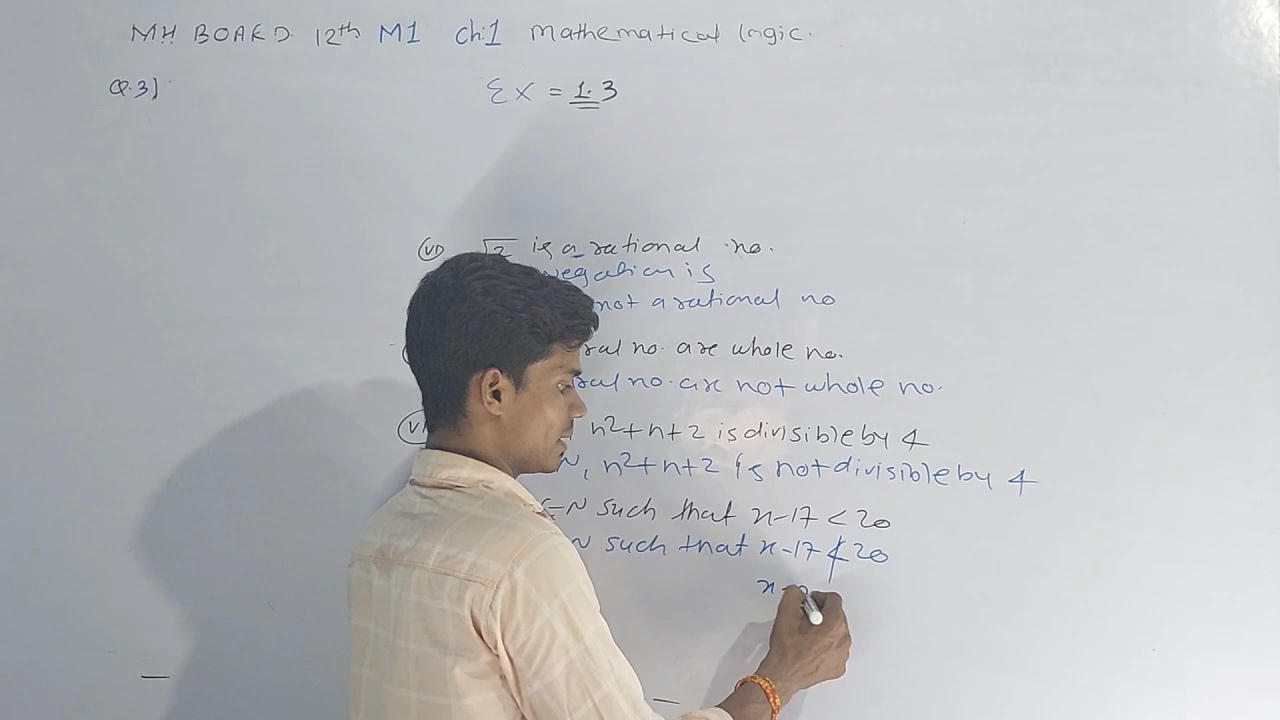 MH BOARD 12th M1 ch:1 Mathematical logic.
Q.3)
Ex = 1.3
(VI) √2 is a rational no.
negation is
not a rational no
no. are whole no.
no. are not whole no.
n²+n+2 is divisible by 4
N, n²+n+2 is not divisible by 4
∈N such that x-17 < 20
N such that x-17 ≮ 20
x-